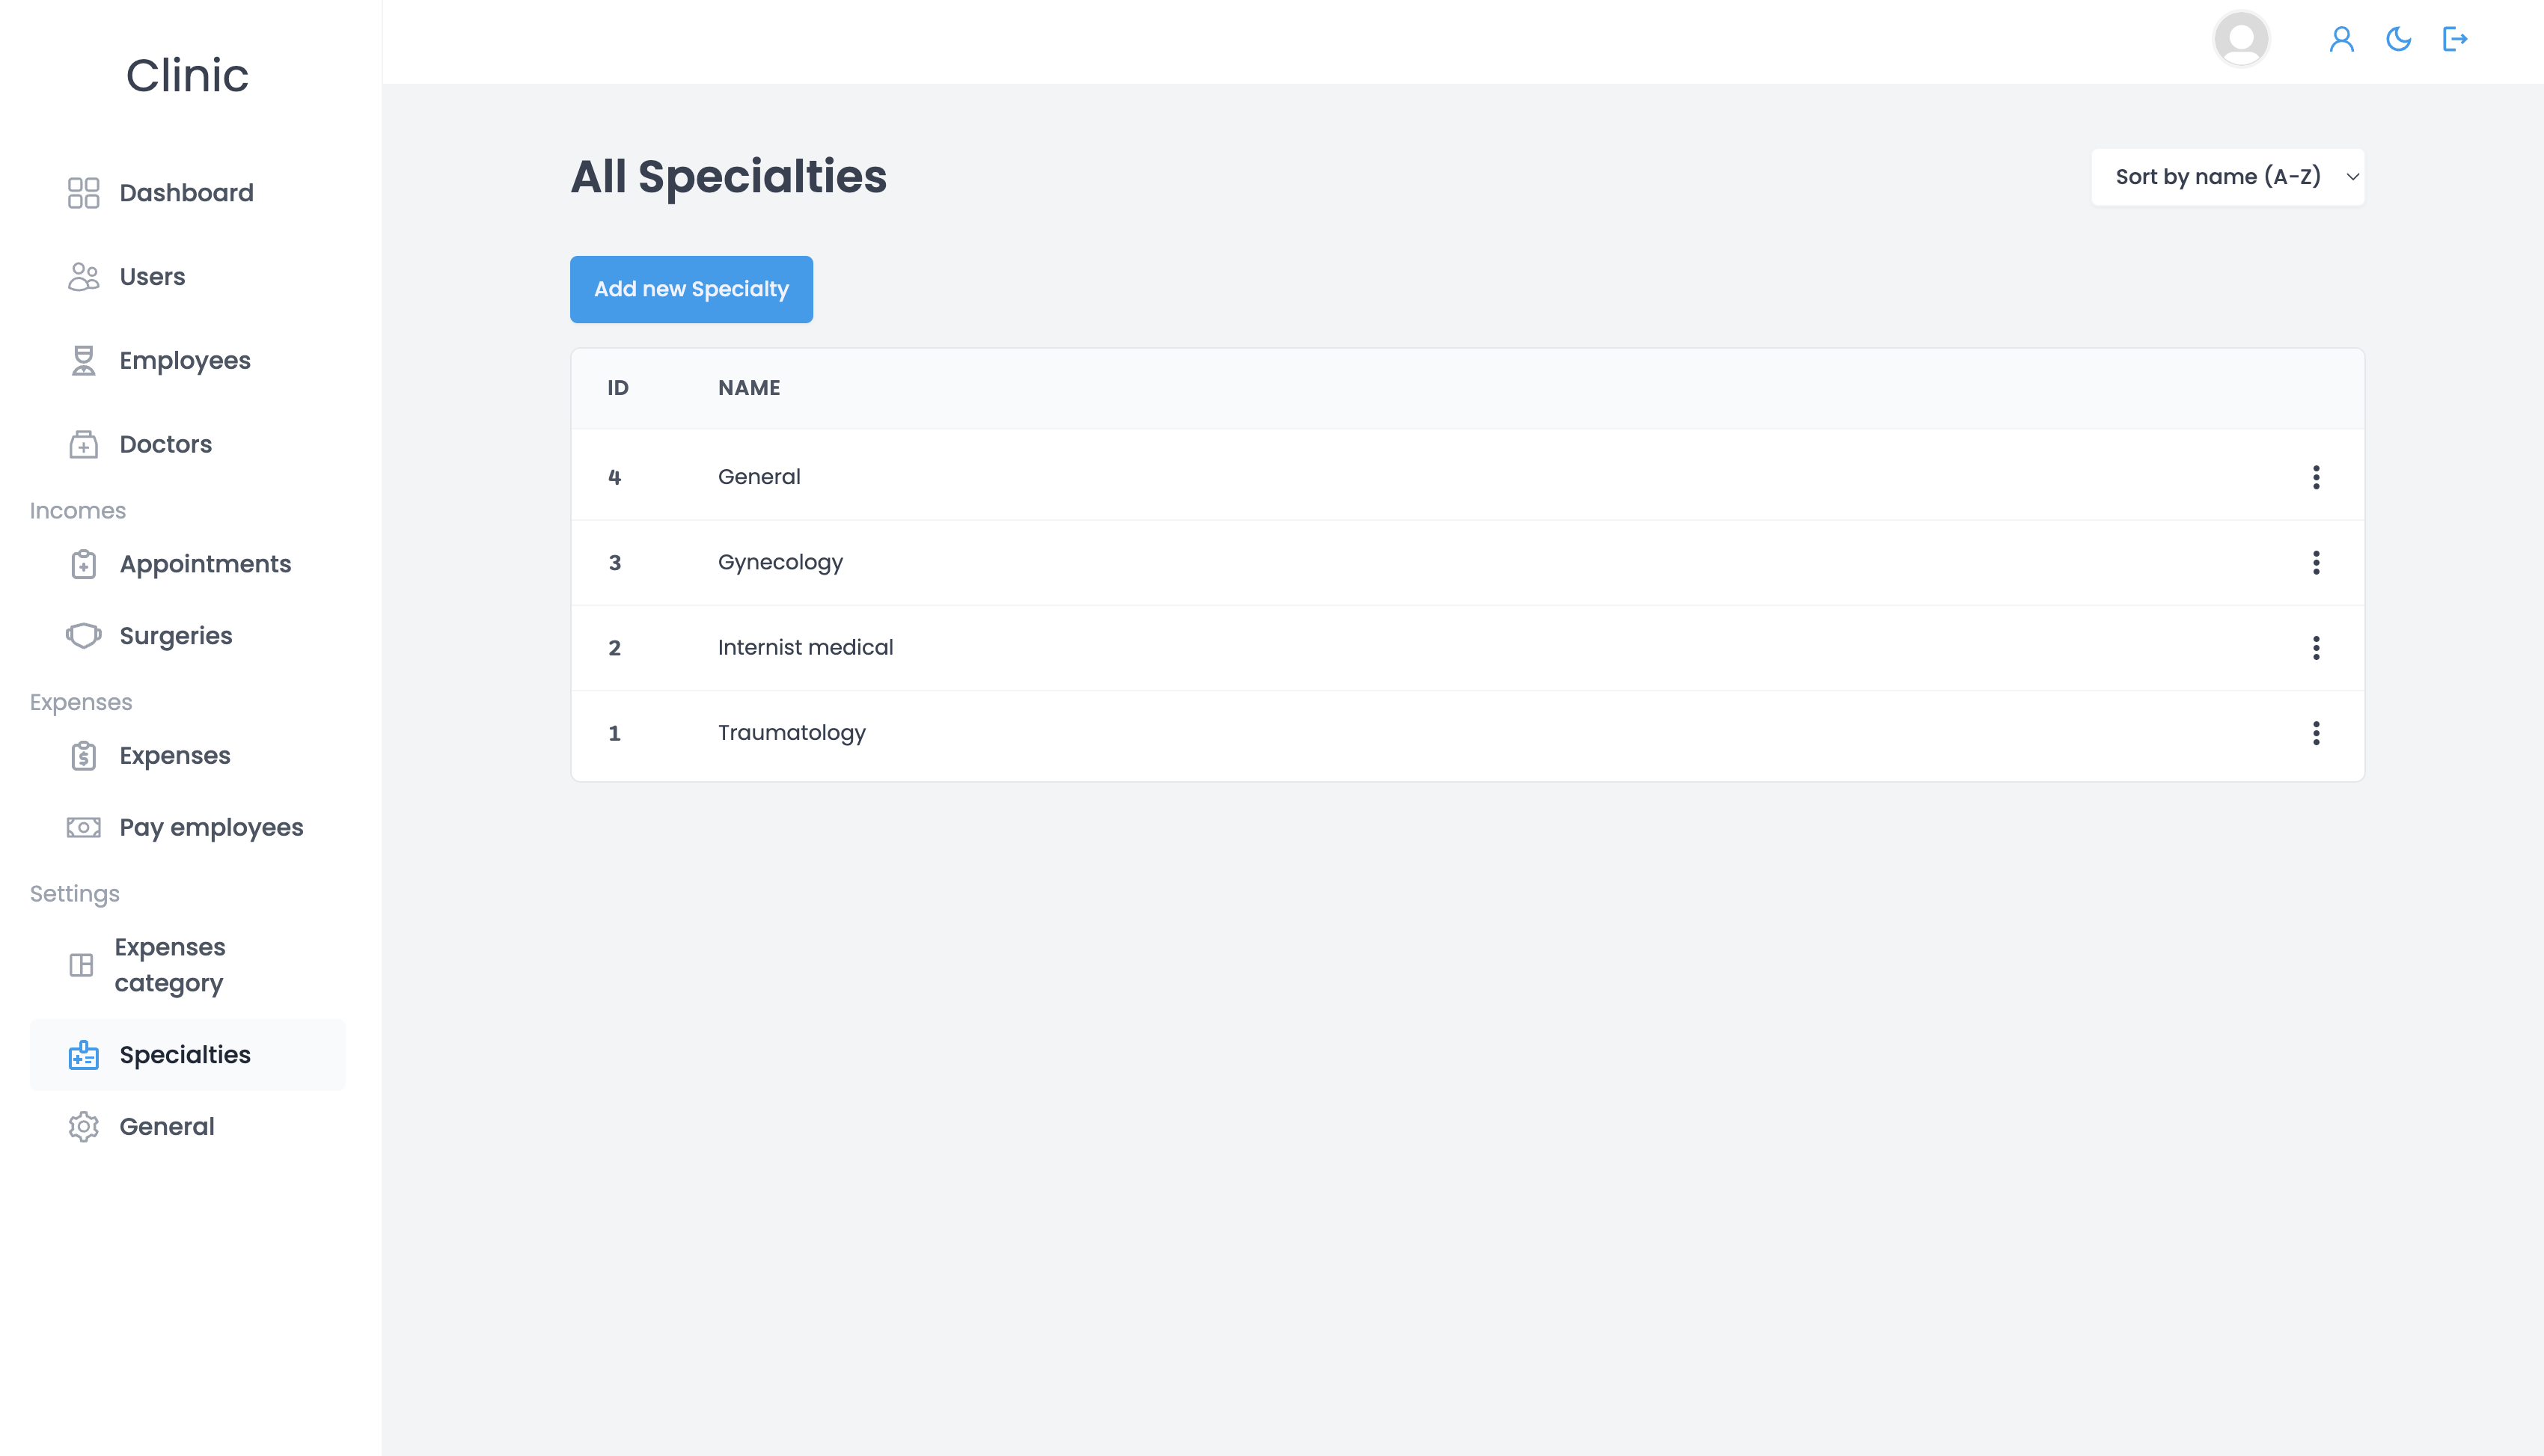 Clinic
Dashboard
Users
Employees
Doctors
Incomes
Appointments
Surgeries
Expenses
Expenses
Pay employees
Settings
Expenses
category
Specialties
General
All Specialties
Sort by name (A-Z)
Add new Specialty
ID NAME
4 General
3 Gynecology
2 Internist medical
1 Traumatology